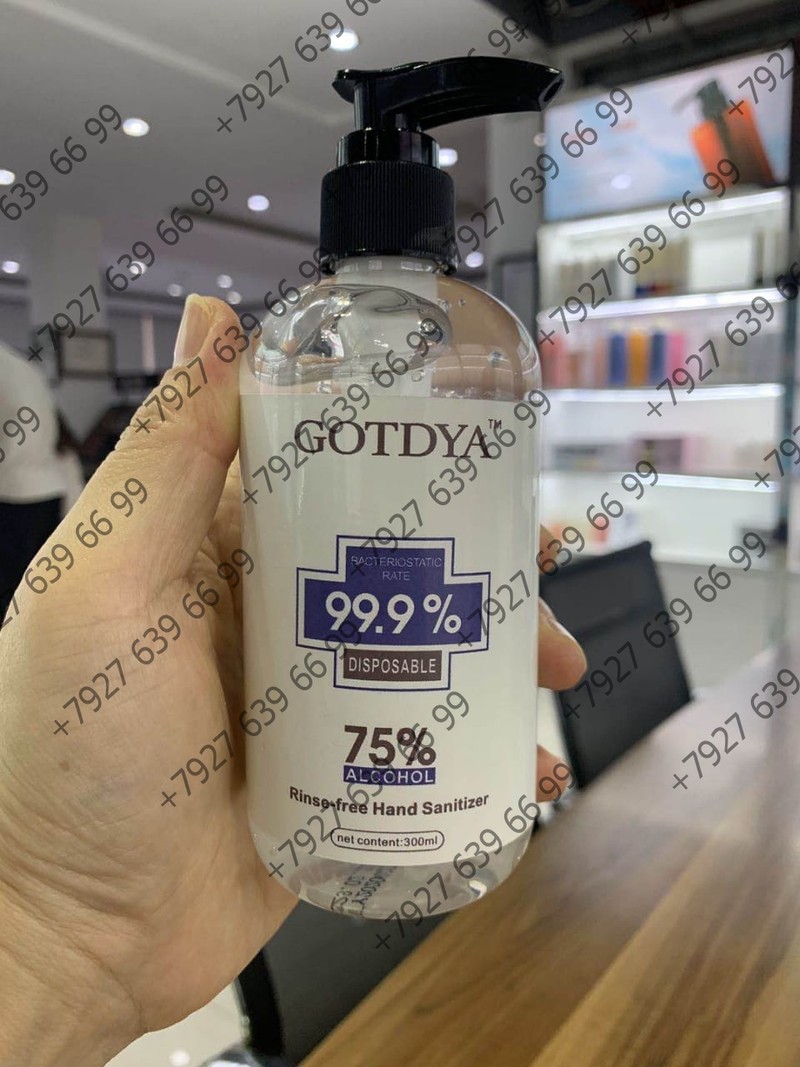 GOTDYA™
BACTERIOSTATIC
RATE
99.9%
DISPOSABLE
75%
ALCOHOL
Rinse-free Hand Sanitizer
net content:300ml
+7927 639 66 99